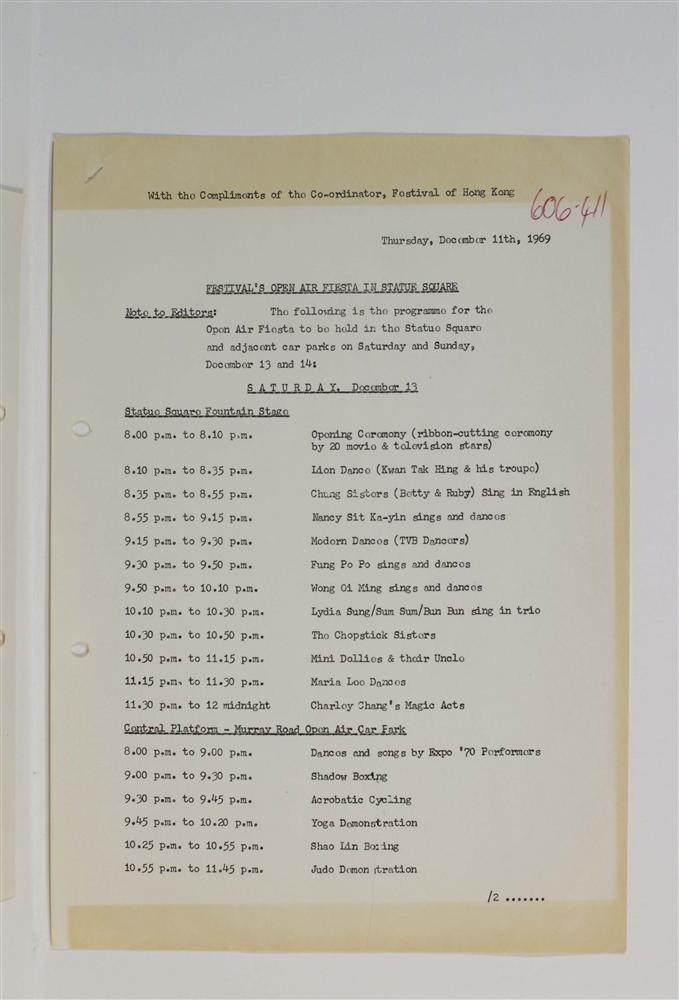 With the Compliments of the Co-ordinator, Festival of Hong Kong
606-411
Thursday, December 11th, 1969
FESTIVAL'S OPEN AIR FIESTA IN STATUE SQUARE
Note to Editors: The following is the programme for the
Open Air Fiesta to be held in the Statue Square
and adjacent car parks on Saturday and Sunday,
December 13 and 14:
S A T U R D A Y, December 13
Statue Square Fountain Stage
8.00 p.m. to 8.10 p.m. Opening Ceremony (ribbon-cutting ceremony
by 20 movie & television stars)
8.10 p.m. to 8.35 p.m. Lion Dance (Kwan Tak Hing & his troupe)
8.35 p.m. to 8.55 p.m. Chung Sisters (Betty & Ruby) Sing in English
8.55 p.m. to 9.15 p.m. Nancy Sit Ka-yin sings and dances
9.15 p.m. to 9.30 p.m. Modern Dances (TVB Dancers)
9.30 p.m. to 9.50 p.m. Fung Po Po sings and dances
9.50 p.m. to 10.10 p.m. Wong Oi Ming sings and dances
10.10 p.m. to 10.30 p.m. Lydia Sung/Sum Sum/Bun Bun sing in trio
10.30 p.m. to 10.50 p.m. The Chopstick Sisters
10.50 p.m. to 11.15 p.m. Mini Dollies & their Uncle
11.15 p.m. to 11.30 p.m. Maria Lee Dances
11.30 p.m. to 12 midnight Charley Chang's Magic Acts
Central Platform - Murray Road Open Air Car Park
8.00 p.m. to 9.00 p.m. Dances and songs by Expo '70 Performers
9.00 p.m. to 9.30 p.m. Shadow Boxing
9.30 p.m. to 9.45 p.m. Acrobatic Cycling
9.45 p.m. to 10.20 p.m. Yoga Demonstration
10.25 p.m. to 10.55 p.m. Shao Lin Boxing
10.55 p.m. to 11.45 p.m. Judo Demonstration
/2 .......